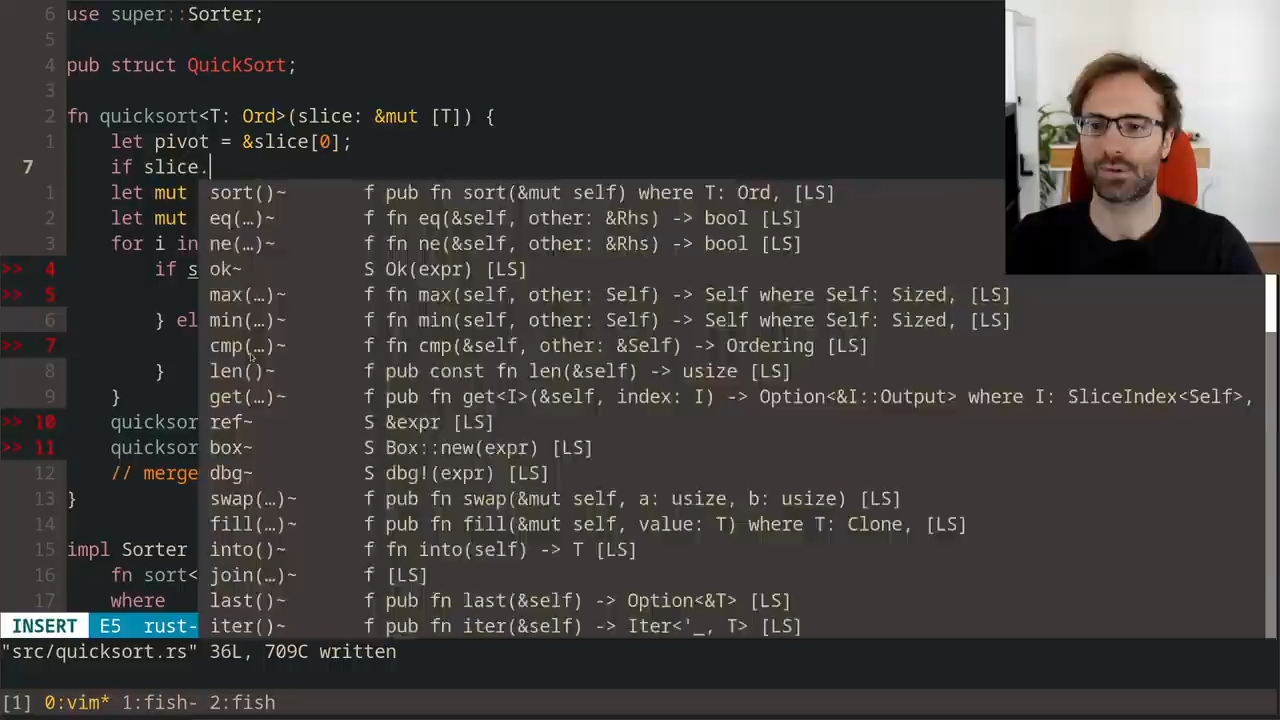 6 use super::Sorter;
5
4 pub struct QuickSort;
3
2 fn quicksort<T: Ord>(slice: &mut [T]) {
1 let pivot = &slice[0];
7 if slice.
1 let mut sort()~ f pub fn sort(&mut self) where T: Ord, [LS]
2 let mut eq(…)~ f fn eq(&self, other: &Rhs) -> bool [LS]
3 for i in ne(…)~ f fn ne(&self, other: &Rhs) -> bool [LS]
>> 4 if s ok~ S Ok(expr) [LS]
>> 5 max(…)~ f fn max(self, other: Self) -> Self where Self: Sized, [LS]
6 } el min(…)~ f fn min(self, other: Self) -> Self where Self: Sized, [LS]
>> 7 cmp(…)~ f fn cmp(&self, other: &Self) -> Ordering [LS]
8 } len()~ f pub const fn len(&self) -> usize [LS]
9 } get(…)~ f pub fn get<I>(&self, index: I) -> Option<&I::Output> where I: SliceIndex<Self>,
>> 10 quicksor ref~ S &expr [LS]
>> 11 quicksor box~ S Box::new(expr) [LS]
12 // merge dbg~ S dbg!(expr) [LS]
13 } swap(…)~ f pub fn swap(&mut self, a: usize, b: usize) [LS]
14 fill(…)~ f pub fn fill(&mut self, value: T) where T: Clone, [LS]
15 impl Sorter into()~ f fn into(self) -> T [LS]
16 fn sort< join(…)~ f [LS]
17 where last()~ f pub fn last(&self) -> Option<&T> [LS]
INSERT E5 rust- iter()~ f pub fn iter(&self) -> Iter<'_, T> [LS]
"src/quicksort.rs" 36L, 709C written
[1] 0:vim* 1:fish- 2:fish